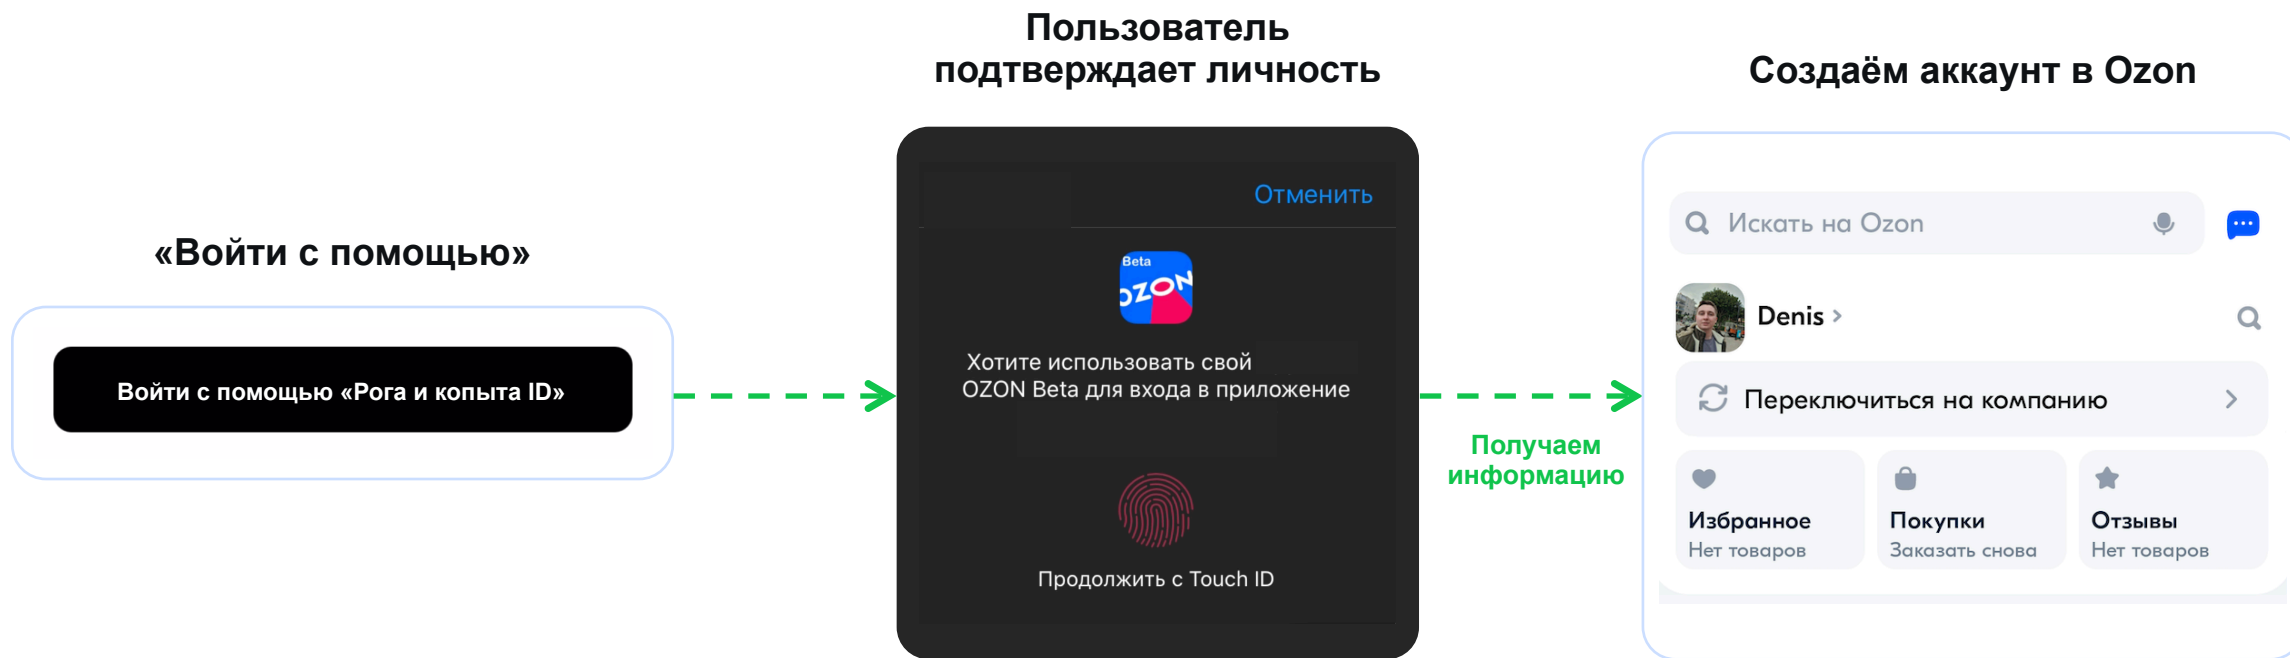 «Войти с помощью»
Войти с помощью «Рога и копыта ID»
Пользователь
подтверждает личность
Отменить
Beta
OZON
Хотите использовать свой
OZON Beta для входа в приложение
Продолжить с Touch ID
Получаем
информацию
Создаём аккаунт в Ozon
Искать на Ozon
Denis
Переключиться на компанию
Избранное
Нет товаров
Покупки
Заказать снова
Отзывы
Нет товаров